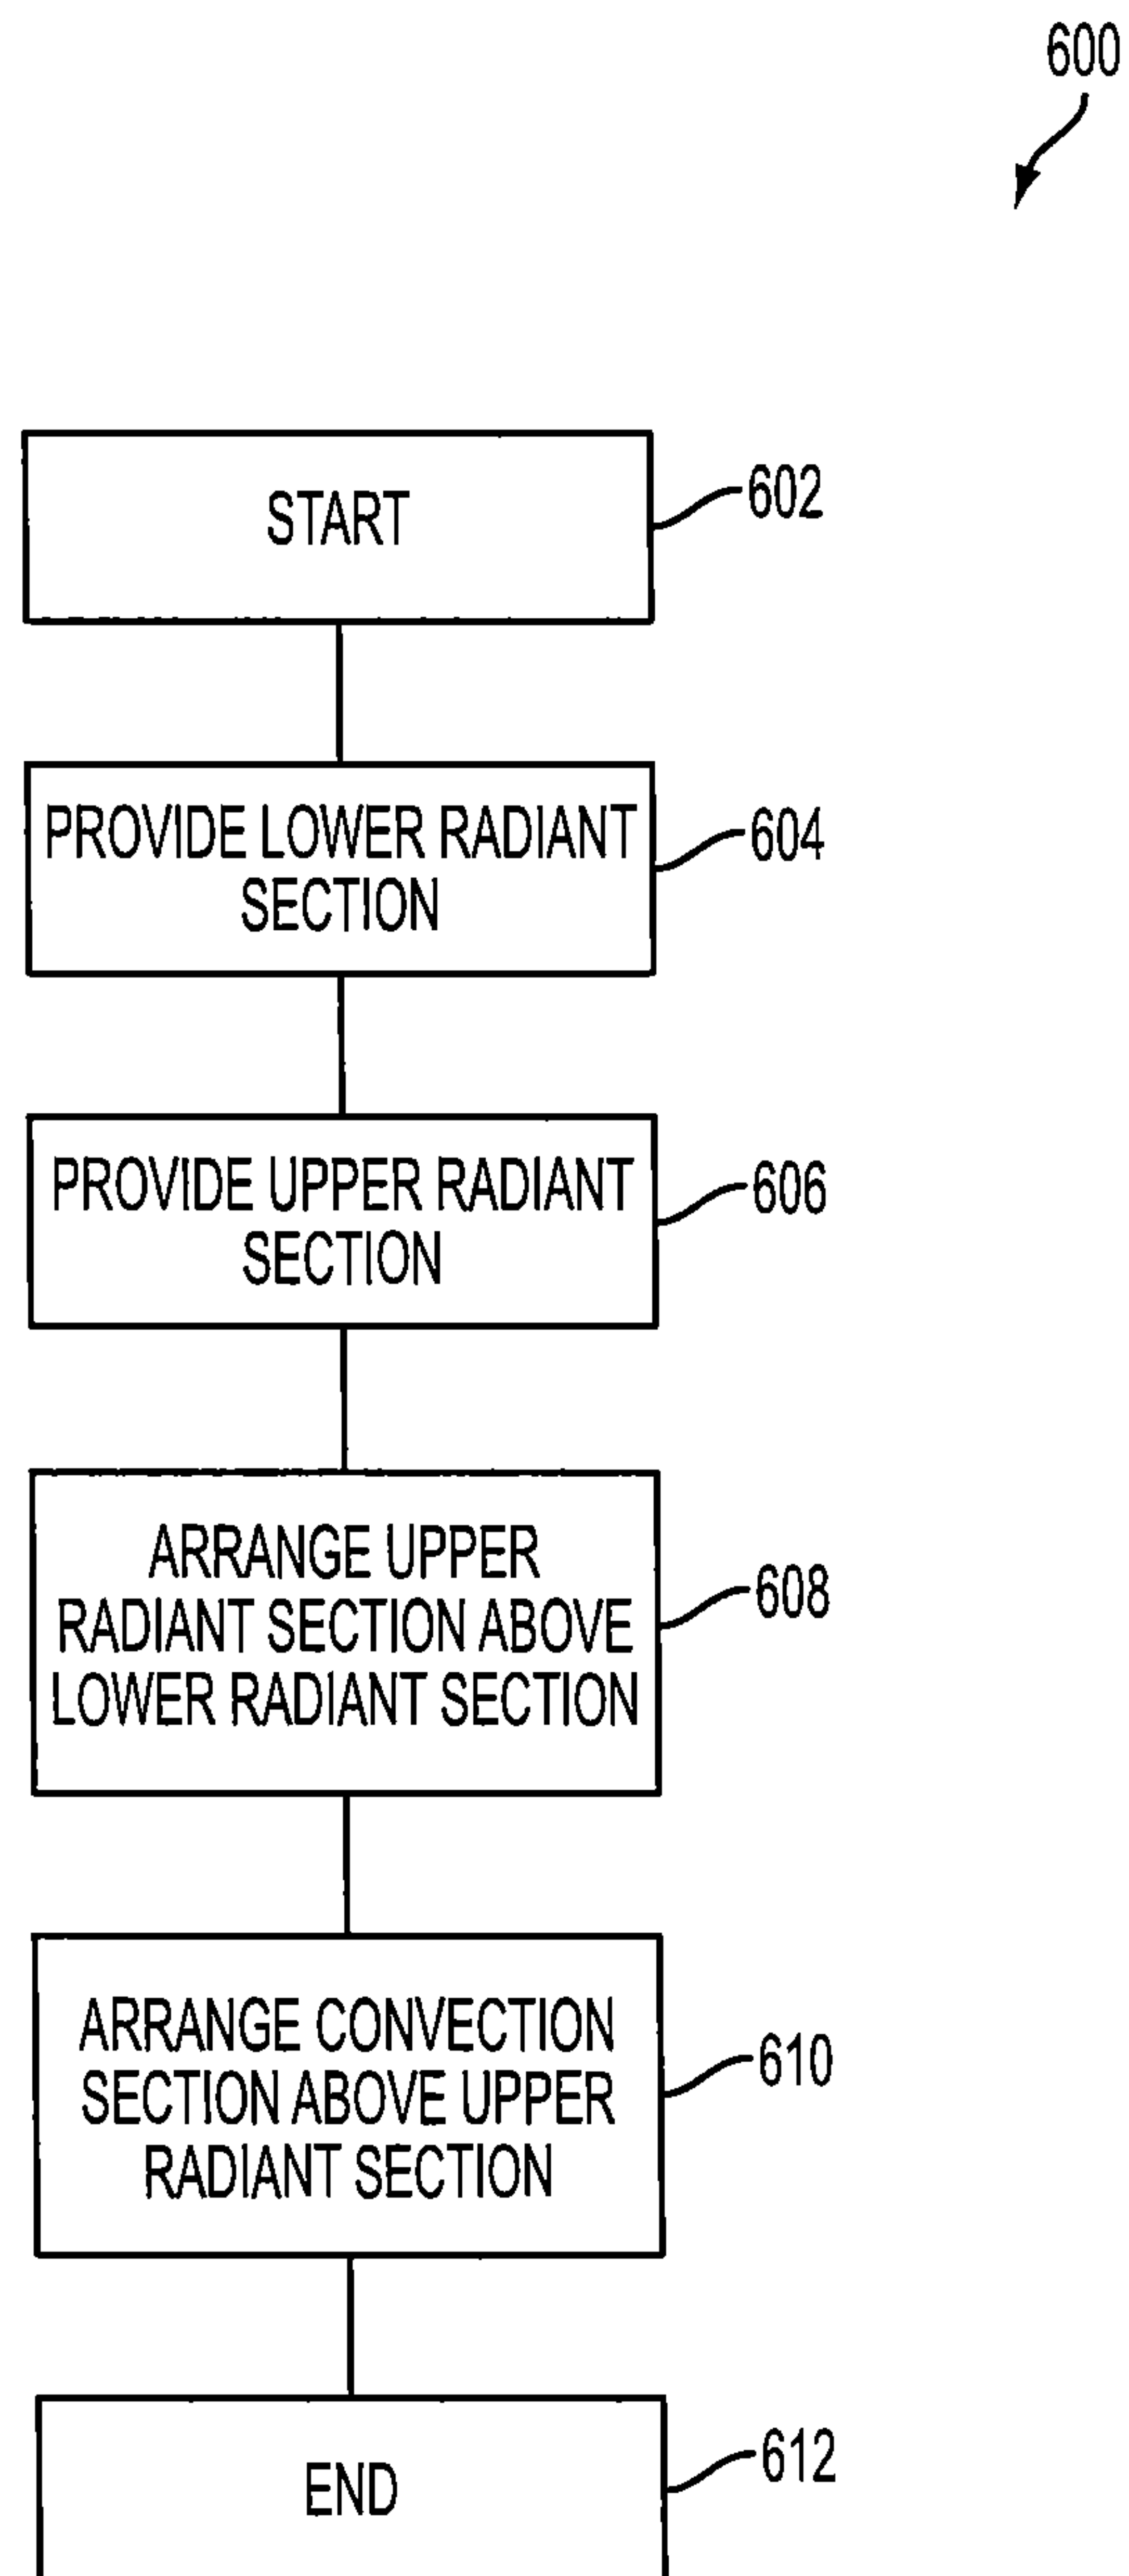 600
START
602
PROVIDE LOWER RADIANT
SECTION
604
PROVIDE UPPER RADIANT
SECTION
606
ARRANGE UPPER
RADIANT SECTION ABOVE
LOWER RADIANT SECTION
608
ARRANGE CONVECTION
SECTION ABOVE UPPER
RADIANT SECTION
610
END
612